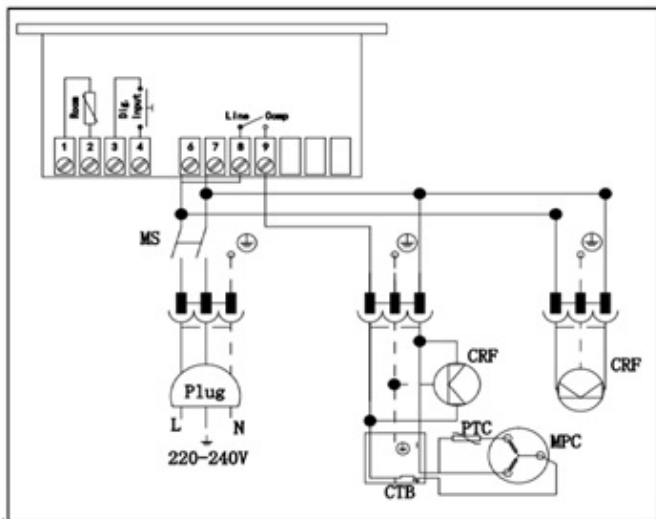 Room
Dig. Input
Line Comp
1 2 3 4 6 7 8 9
MS
CRF
CRF
Plug
PTC
MPC
L N
220-240V
CTB